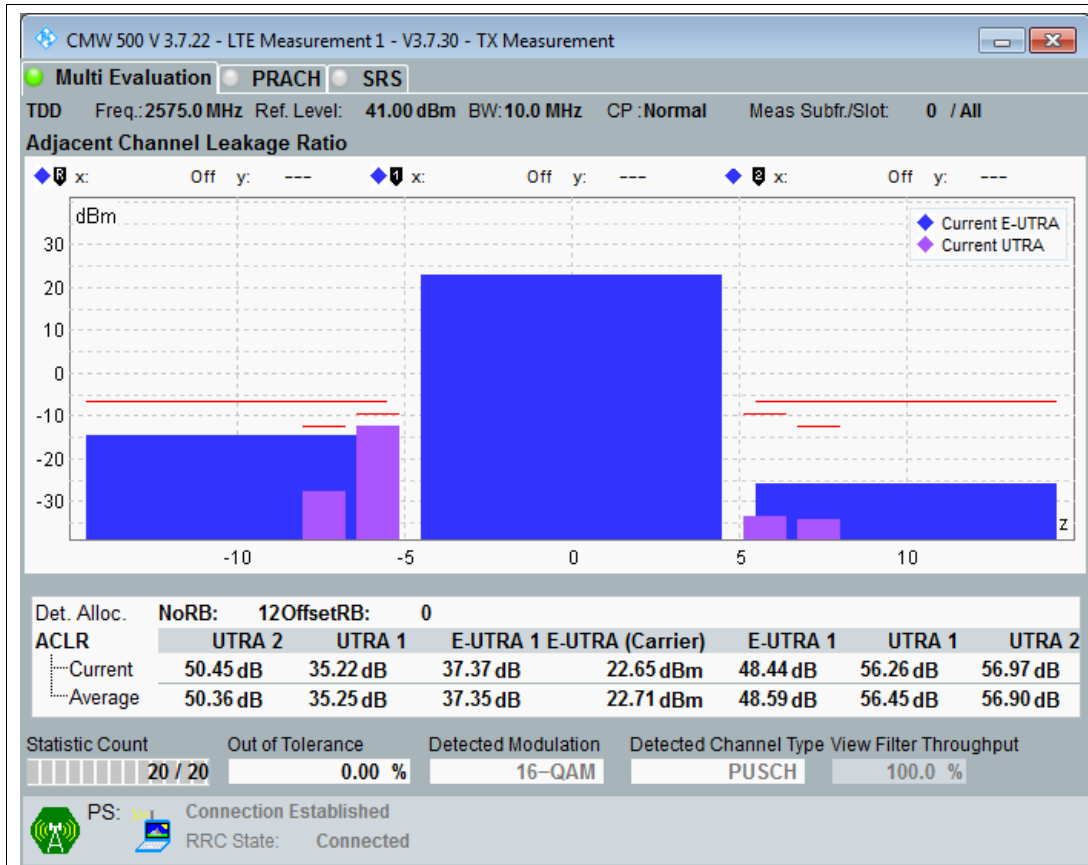 CMW 500 V 3.7.22 - LTE Measurement 1 - V3.7.30 - TX Measurement
Multi Evaluation PRACH SRS
TDD Freq.: 2575.0 MHz Ref. Level: 41.00 dBm BW: 10.0 MHz CP : Normal Meas Subfr./Slot: 0 / All
Adjacent Channel Leakage Ratio
R x: Off y: --- 1 x: Off y: --- 2 x: Off y: ---
dBm
Current E-UTRA
Current UTRA
30
20
10
0
-10
-20
-30
z
-10 -5 0 5 10
Det. Alloc. NoRB: 12 OffsetRB: 0
ACLR UTRA 2 UTRA 1 E-UTRA 1 E-UTRA (Carrier) E-UTRA 1 UTRA 1 UTRA 2
Current 50.45 dB 35.22 dB 37.37 dB 22.65 dBm 48.44 dB 56.26 dB 56.97 dB
Average 50.36 dB 35.25 dB 37.35 dB 22.71 dBm 48.59 dB 56.45 dB 56.90 dB
Statistic Count Out of Tolerance Detected Modulation Detected Channel Type View Filter Throughput
20 / 20 0.00 % 16-QAM PUSCH 100.0 %
PS: Connection Established
RRC State: Connected